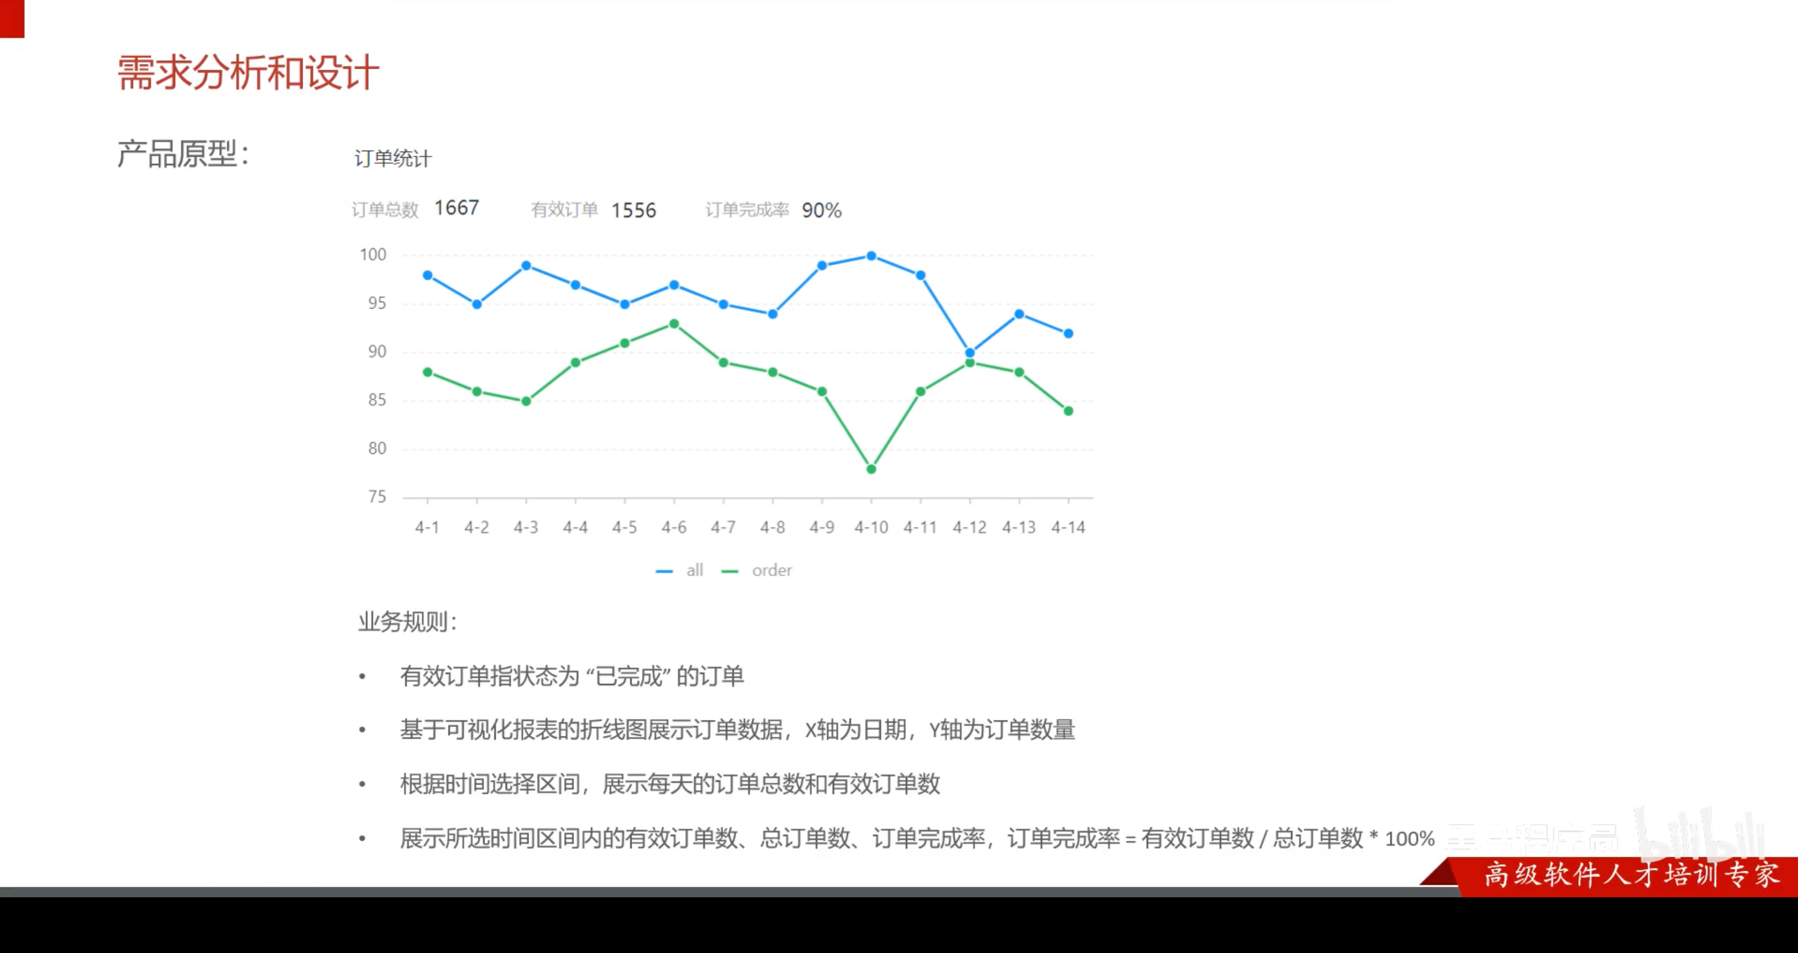 需求分析和设计
产品原型：
订单统计
订单总数 1667 有效订单 1556 订单完成率 90%
100
95
90
85
80
75
4-1 4-2 4-3 4-4 4-5 4-6 4-7 4-8 4-9 4-10 4-11 4-12 4-13 4-14
all order
业务规则：
• 有效订单指状态为 “已完成” 的订单
• 基于可视化报表的折线图展示订单数据，X轴为日期，Y轴为订单数量
• 根据时间选择区间，展示每天的订单总数和有效订单数
• 展示所选时间区间内的有效订单数、总订单数、订单完成率，订单完成率 = 有效订单数 / 总订单数 * 100%
bilibili
高级软件人才培训专家